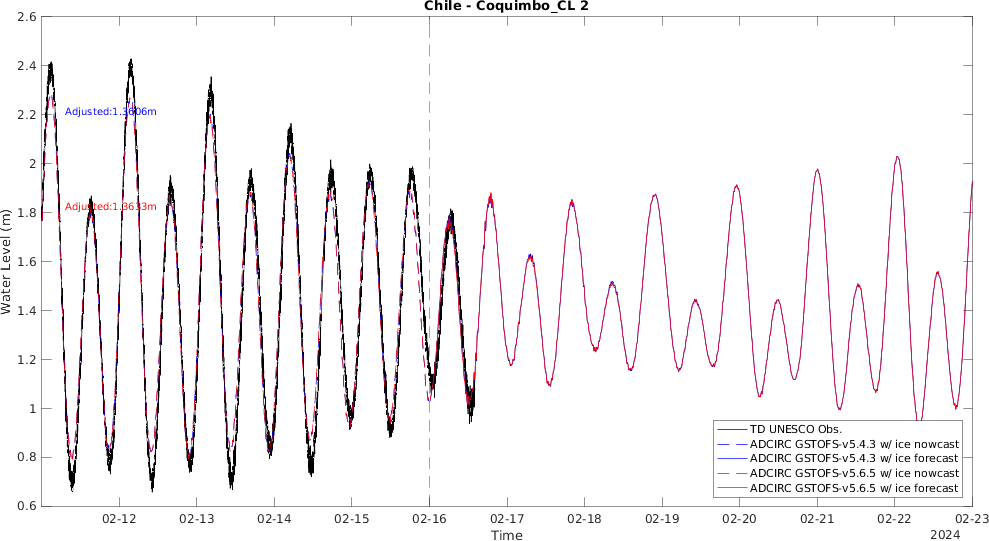 Chile - Coquimbo_CL 2
2.6
2.4
2.2
2
1.8
1.6
1.4
1.2
1
0.8
0.6
Water Level (m)
Adjusted:1.3606m
Adjusted:1.3633m
TD UNESCO Obs.
ADCIRC GSTOFS-v5.4.3 w/ ice nowcast
ADCIRC GSTOFS-v5.4.3 w/ ice forecast
ADCIRC GSTOFS-v5.6.5 w/ ice nowcast
ADCIRC GSTOFS-v5.6.5 w/ ice forecast
02-12 02-13 02-14 02-15 02-16 02-17 02-18 02-19 02-20 02-21 02-22 02-23
Time
2024